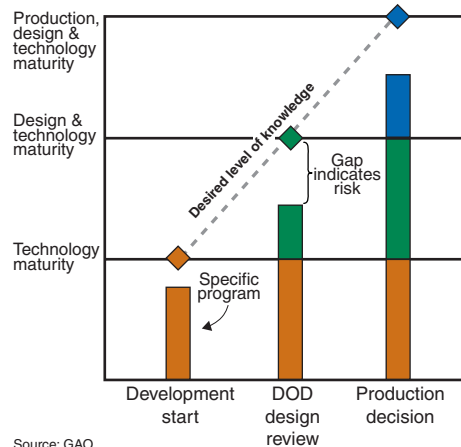 Production,
design &
technology
maturity
Design &
technology
maturity
Technology
maturity
Desired level of knowledge
Gap
indicates
risk
Specific
program
Development
start
DOD
design
review
Production
decision
Source: GAO.